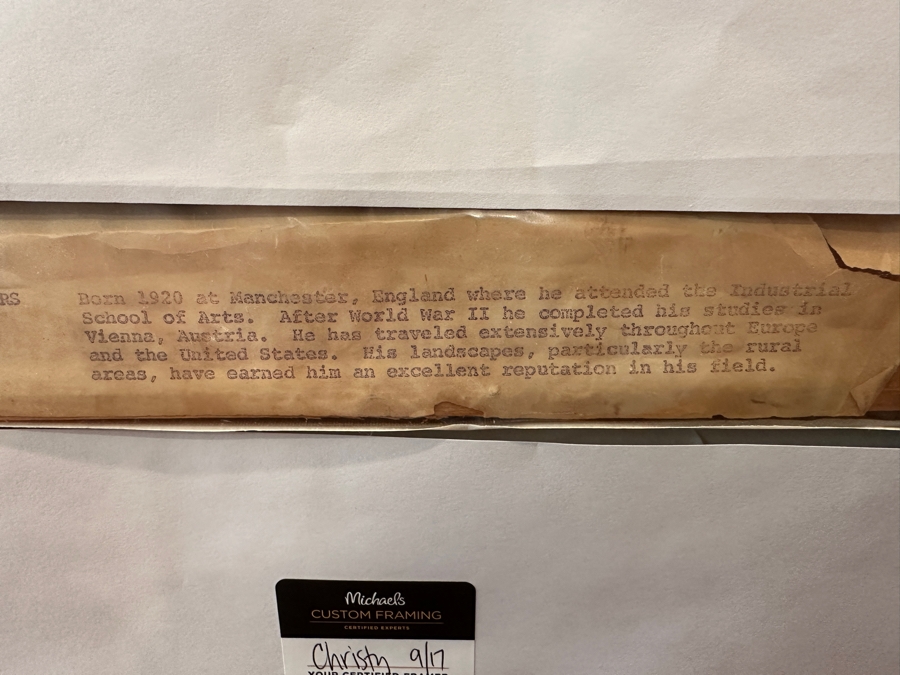 RS Born 1920 at Manchester, England where he attended the Industrial
School of Arts. After World War II he completed his studies in
Vienna, Austria. He has traveled extensively throughout Europe
and the United States. His landscapes, particularly the rural
areas, have earned him an excellent reputation in his field.
Michaels
CUSTOM FRAMING
CERTIFIED EXPERTS
Christy 9/17
YOUR CERTIFIED FRAMER